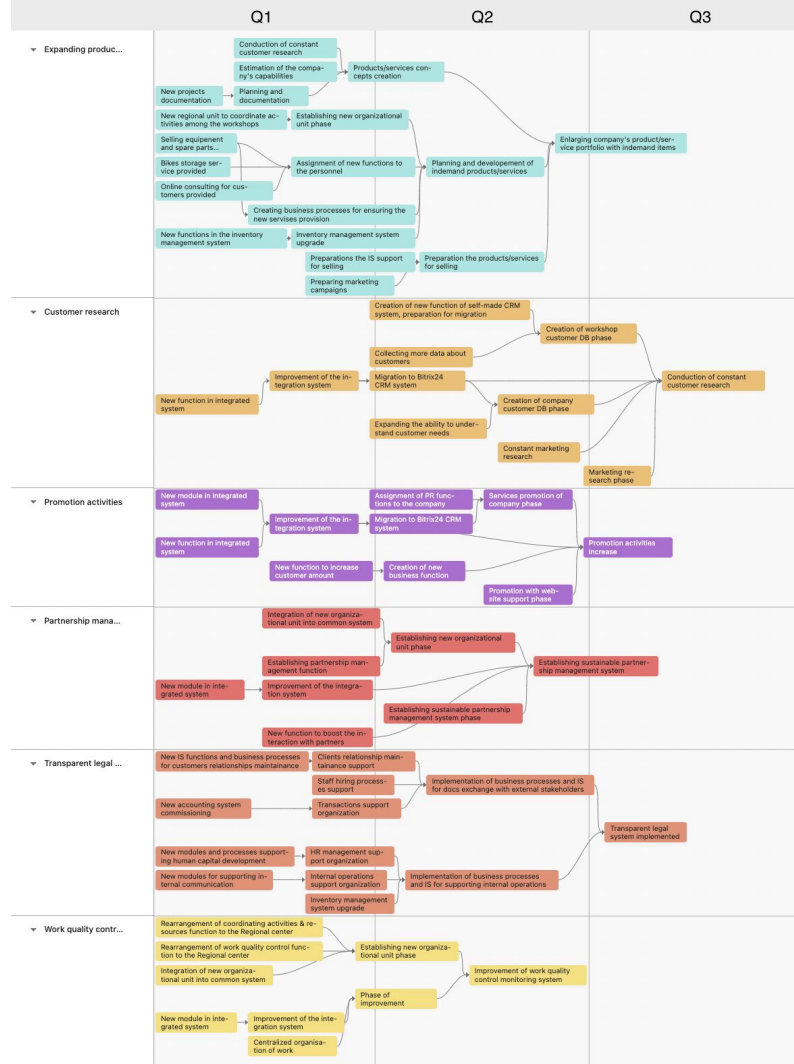 Q1
Q2
Q3
Expanding produc...
Conduction of constant
customer research
Estimation of the compa-
ny's capabilities
Products/services con-
cepts creation
New projects
documentation
Planning and
documentation
New regional unit to coordinate ac-
tivities among the workshops
Establishing new organizational
unit phase
Selling equipenent
and spare parts...
Enlarging company's product/ser-
vice portfolio with indemand items
Bikes storage ser-
vice provided
Assignment of new functions to
the personnel
Planning and developement of
indemand products/services
Online consulting for cus-
tomers provided
Creating business processes for ensuring the
new servises provision
New functions in the inventory
management system
Inventory management system
upgrade
Preparations the IS support
for selling
Preparation the products/services
for selling
Preparing marketing
campaigns
Customer research
Creation of new function of self-made CRM
system, preparation for migration
Creation of workshop
customer DB phase
Collecting more data about
customers
Improvement of the in-
tegration system
Migration to Bitrix24
CRM system
Conduction of constant
customer research
New function in integrated
system
Creation of company
customer DB phase
Expanding the ability to under-
stand customer needs
Constant marketing
research
Marketing re-
search phase
Promotion activities
New module in integrated
system
Assignment of PR func-
tions to the company
Services promotion of
company phase
Improvement of the in-
tegration system
Migration to Bitrix24 CRM
system
New function in integrated
system
Promotion activities
increase
New function to increase
customer amount
Creation of new
business function
Promotion with web-
site support phase
Partnership mana...
Integration of new organiza-
tional unit into common system
Establishing new organizational
unit phase
Establishing partnership man-
agement function
Establishing sustainable partner-
ship management system
New module in inte-
grated system
Improvement of the integra-
tion system
Establishing sustainable partnership
management system phase
New function to boost the in-
teraction with partners
Transparent legal ...
New IS functions and business processes
for customers relationships maintainance
Clients relationship main-
tainance support
Staff hiring process-
es support
Implementation of business processes and IS
for docs exchange with external stakeholders
New accounting system
commissioning
Transactions support
organization
Transparent legal
system implemented
New modules and processes support-
ing human capital development
HR management sup-
port organization
New modules for supporting in-
ternal communication
Internal operations
support organization
Implementation of business processes
and IS for supporting internal operations
Inventory management
system upgrade
Work quality contr...
Rearrangement of coordinating activities & re-
sources function to the Regional center
Rearrangement of work quality control func-
tion to the Regional center
Establishing new organiza-
tional unit phase
Integration of new organiza-
tional unit into common system
Improvement of work quality
control monitoring system
Phase of
improvement
New module in inte-
grated system
Improvement of the inte-
gration system
Centralized organisa-
tion of work